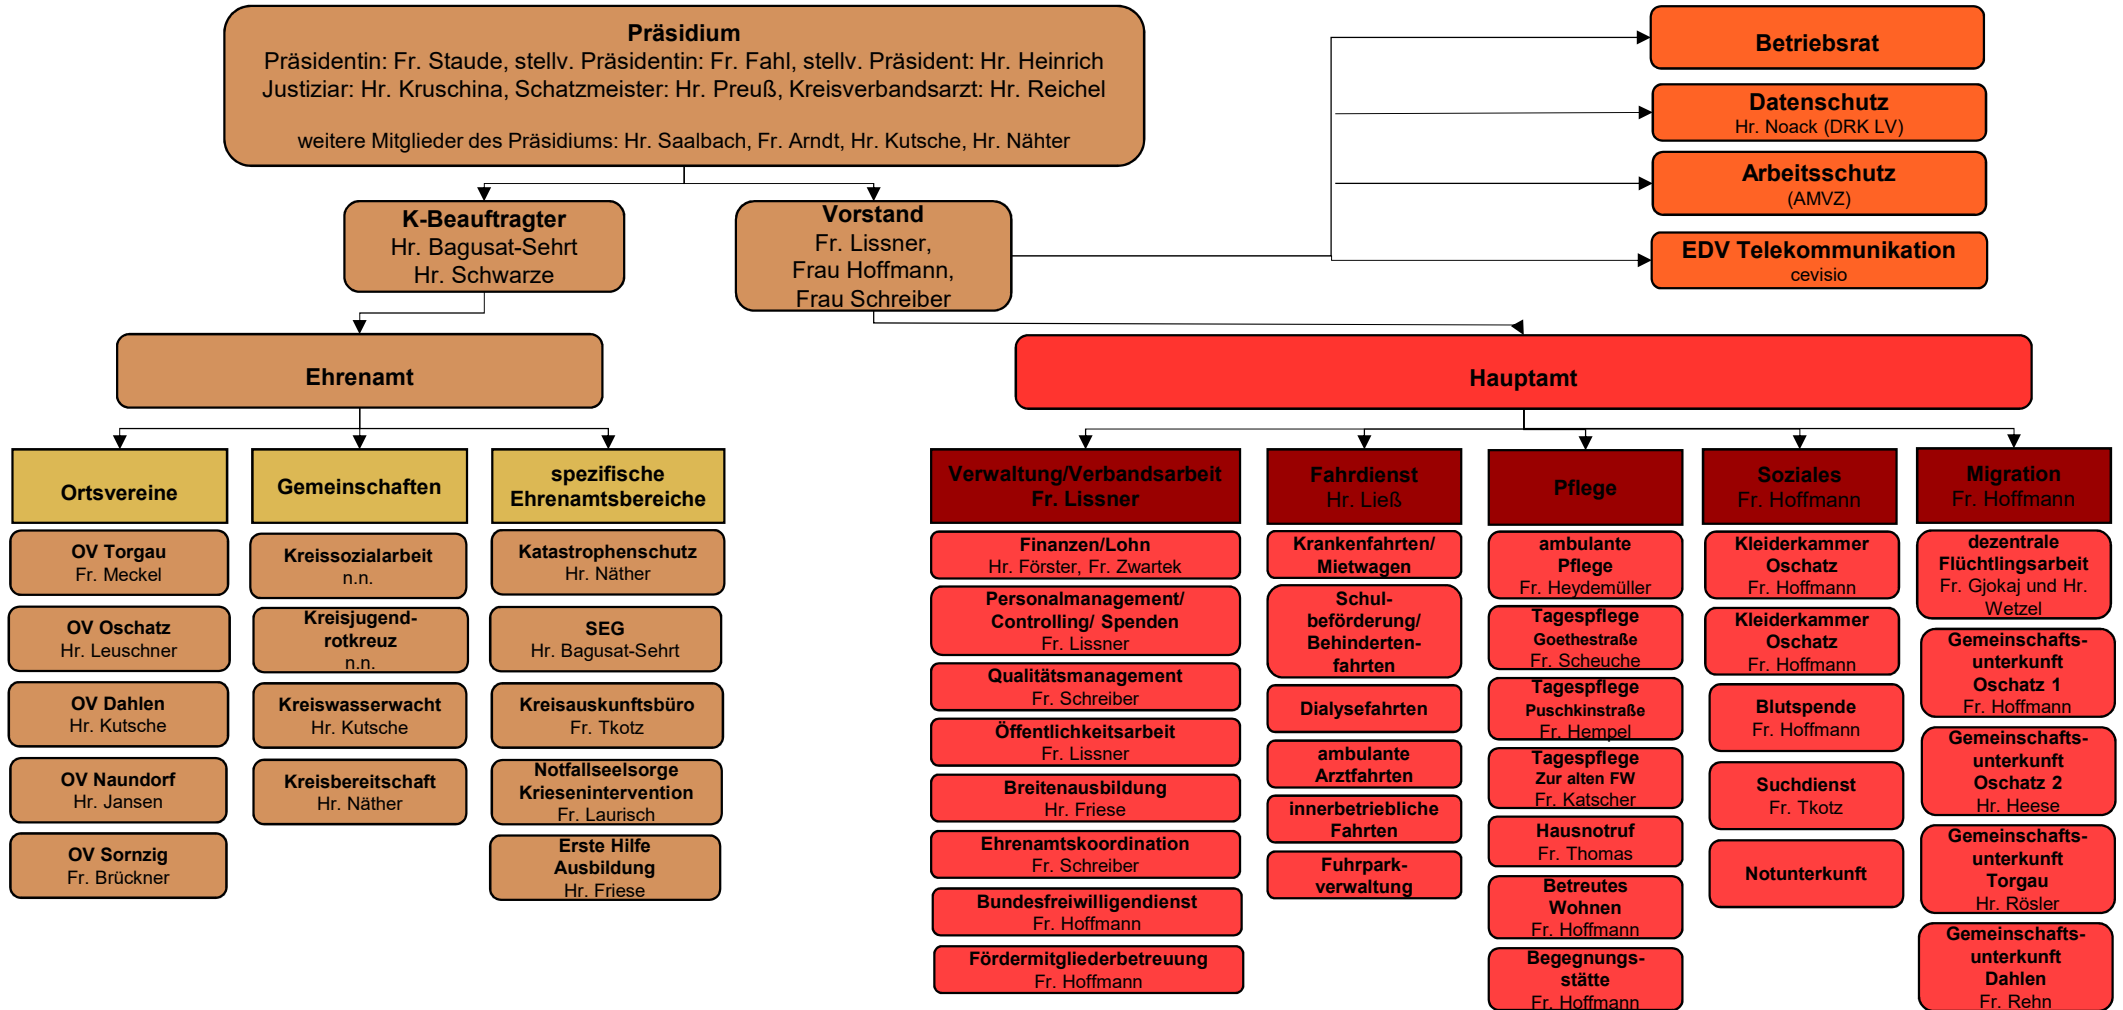 Präsidium
Präsidentin: Fr. Staude, stellv. Präsidentin: Fr. Fahl, stellv. Präsident: Hr. Heinrich
Justiziar: Hr. Kruschina, Schatzmeister: Hr. Preuß, Kreisverbandsarzt: Hr. Reichel
weitere Mitglieder des Präsidiums: Hr. Saalbach, Fr. Arndt, Hr. Kutsche, Hr. Nähter
Betriebsrat
Datenschutz
Hr. Noack (DRK LV)
Arbeitsschutz
(AMVZ)
EDV Telekommunikation
cevisio
K-Beauftragter
Hr. Bagusat-Sehrt
Hr. Schwarze
Vorstand
Fr. Lissner,
Frau Hoffmann,
Frau Schreiber
Ehrenamt
Hauptamt
Ortsvereine
OV Torgau
Fr. Meckel
OV Oschatz
Hr. Leuschner
OV Dahlen
Hr. Kutsche
OV Naundorf
Hr. Jansen
OV Sornzig
Fr. Brückner
Gemeinschaften
Kreissozialarbeit
n.n.
Kreisjugend-
rotkreuz
n.n.
Kreiswasserwacht
Hr. Kutsche
Kreisbereitschaft
Hr. Näther
spezifische
Ehrenamtsbereiche
Katastrophenschutz
Hr. Näther
SEG
Hr. Bagusat-Sehrt
Kreisauskunftsbüro
Fr. Tkotz
Notfallseelsorge
Kriesenintervention
Fr. Laurisch
Erste Hilfe
Ausbildung
Hr. Friese
Verwaltung/Verbandsarbeit
Fr. Lissner
Finanzen/Lohn
Hr. Förster, Fr. Zwartek
Personalmanagement/
Controlling/ Spenden
Fr. Lissner
Qualitätsmanagement
Fr. Schreiber
Öffentlichkeitsarbeit
Fr. Lissner
Breitenausbildung
Hr. Friese
Ehrenamtskoordination
Fr. Schreiber
Bundesfreiwilligendienst
Fr. Hoffmann
Fördermitgliederbetreuung
Fr. Hoffmann
Fahrdienst
Hr. Ließ
Krankenfahrten/
Mietwagen
Schul-
beförderung/
Behinderten-
fahrten
Dialysefahrten
ambulante
Arztfahrten
innerbetriebliche
Fahrten
Fuhrpark-
verwaltung
Pflege
ambulante
Pflege
Fr. Heydemüller
Tagespflege
Goethestraße
Fr. Scheuche
Tagespflege
Puschkinstraße
Fr. Hempel
Tagespflege
Zur alten FW
Fr. Katscher
Hausnotruf
Fr. Thomas
Betreutes
Wohnen
Fr. Hoffmann
Begegnungs-
stätte
Fr. Hoffmann
Soziales
Fr. Hoffmann
Kleiderkammer
Oschatz
Fr. Hoffmann
Kleiderkammer
Oschatz
Fr. Hoffmann
Blutspende
Fr. Hoffmann
Suchdienst
Fr. Tkotz
Notunterkunft
Migration
Fr. Hoffmann
dezentrale
Flüchtlingsarbeit
Fr. Gjokaj und Hr.
Wetzel
Gemeinschafts-
unterkunft
Oschatz 1
Fr. Hoffmann
Gemeinschafts-
unterkunft
Oschatz 2
Hr. Heese
Gemeinschafts-
unterkunft
Torgau
Hr. Rösler
Gemeinschafts-
unterkunft
Dahlen
Fr. Rehn